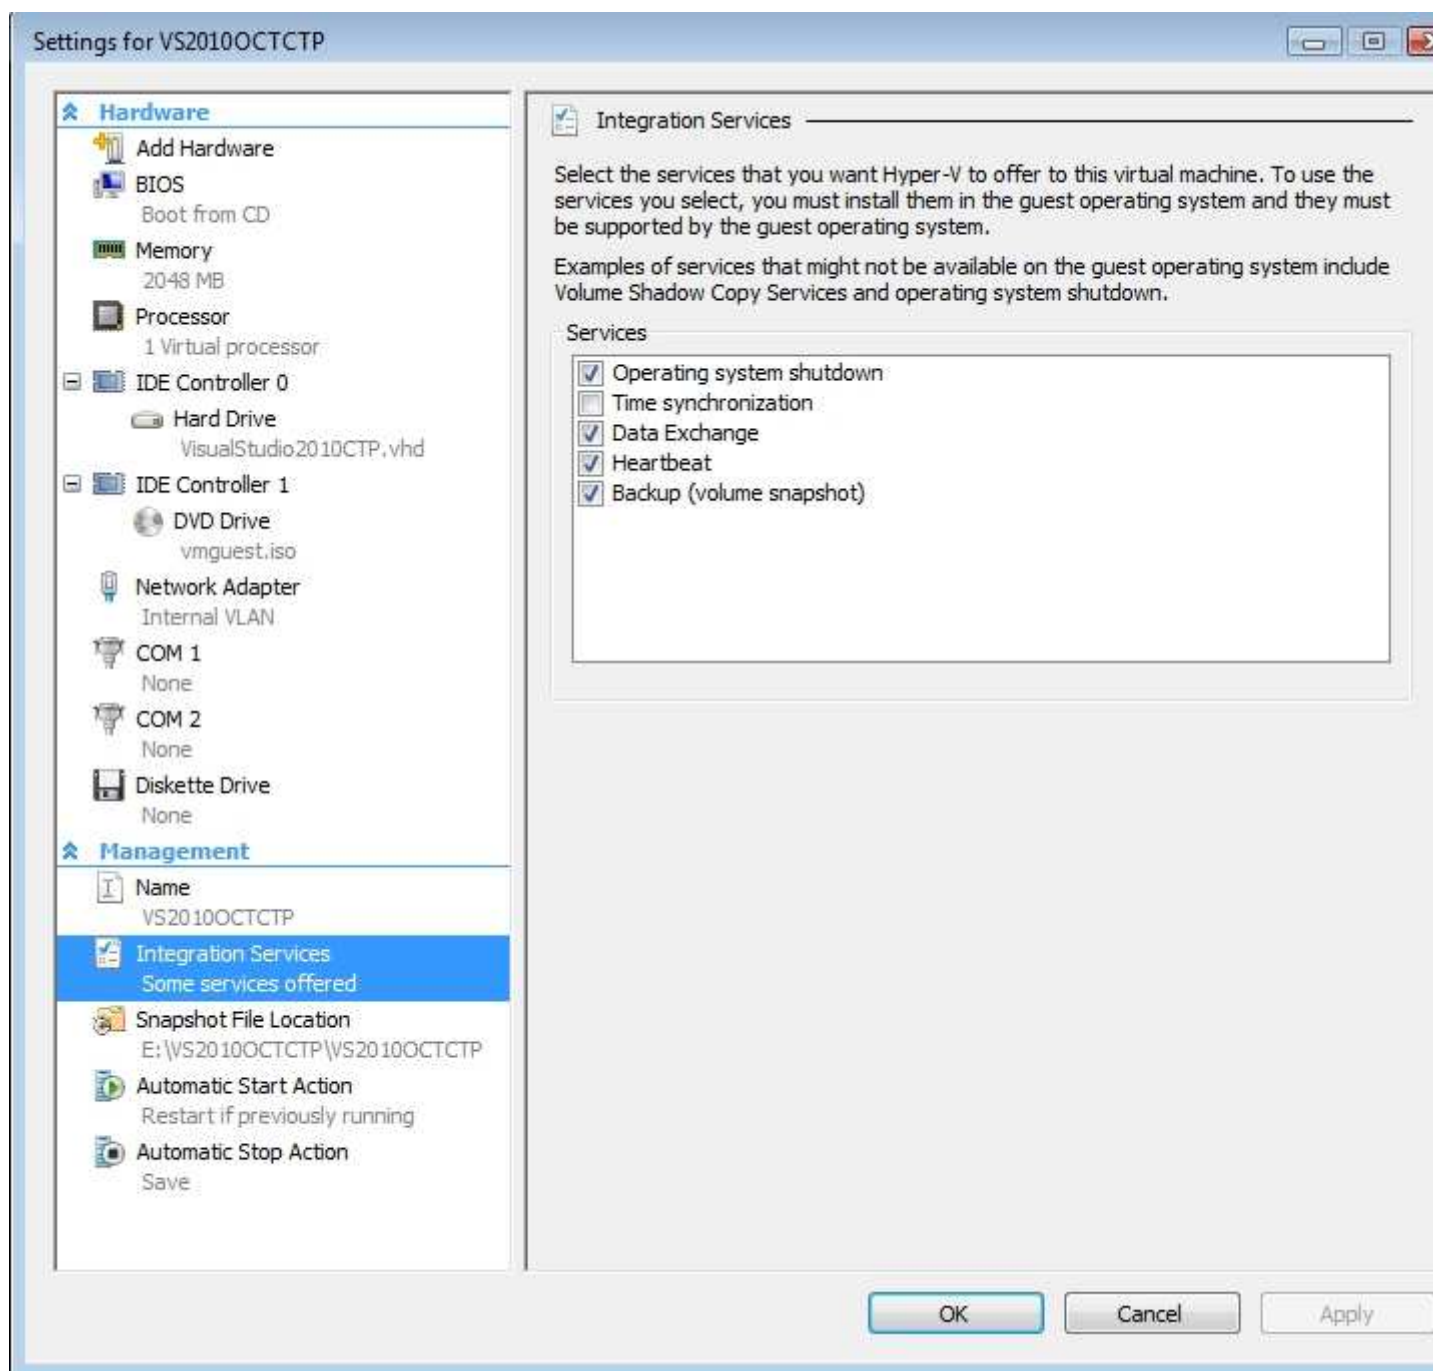 Settings for VS2010OCTCTP
Hardware
Add Hardware
BIOS
Boot from CD
Memory
2048 MB
Processor
1 Virtual processor
IDE Controller 0
Hard Drive
VisualStudio2010CTP.vhd
IDE Controller 1
DVD Drive
vmguest.iso
Network Adapter
Internal VLAN
COM 1
None
COM 2
None
Diskette Drive
None
Management
Name
VS2010OCTCTP
Integration Services
Some services offered
Snapshot File Location
E:\VS2010OCTCTP\VS2010OCTCTP
Automatic Start Action
Restart if previously running
Automatic Stop Action
Save
Integration Services
Select the services that you want Hyper-V to offer to this virtual machine. To use the
services you select, you must install them in the guest operating system and they must
be supported by the guest operating system.
Examples of services that might not be available on the guest operating system include
Volume Shadow Copy Services and operating system shutdown.
Services
Operating system shutdown
Time synchronization
Data Exchange
Heartbeat
Backup (volume snapshot)
OK
Cancel
Apply